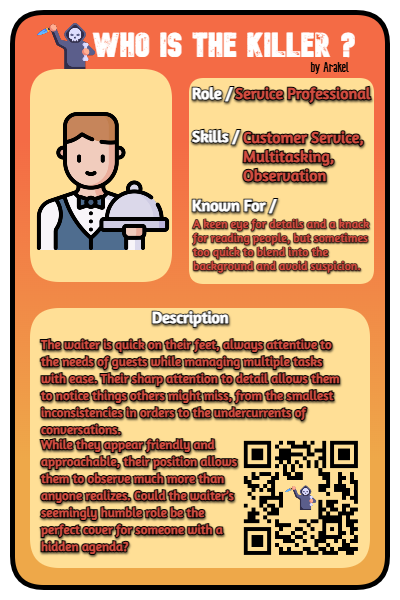 WHO IS THE KILLER ?
by Arakel
Role / Service Professional
Skills / Customer Service,
Multitasking,
Observation
Known For /
A keen eye for details and a knack
for reading people, but sometimes
too quick to blend into the
background and avoid suspicion.
Description
The waiter is quick on their feet, always attentive to
the needs of guests while managing multiple tasks
with ease. Their sharp attention to detail allows them
to notice things others might miss, from the smallest
inconsistencies in orders to the undercurrents of
conversations.
While they appear friendly and
approachable, their position allows
them to observe much more than
anyone realizes. Could the waiter's
seemingly humble role be the
perfect cover for someone with a
hidden agenda?